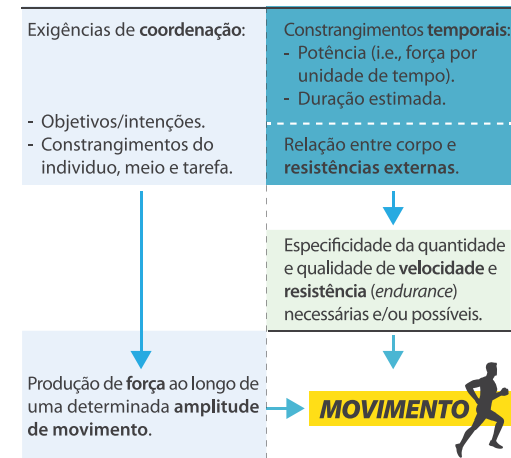 Exigências de coordenação:
- Objetivos/intenções.
- Constrangimentos do
individuo, meio e tarefa.
Constrangimentos temporais:
- Potência (i.e., força por
unidade de tempo).
- Duração estimada.
Relação entre corpo e
resistências externas.
Especificidade da quantidade
e qualidade de velocidade e
resistência (endurance)
necessárias e/ou possíveis.
Produção de força ao longo de
uma determinada amplitude
de movimento.
MOVIMENTO